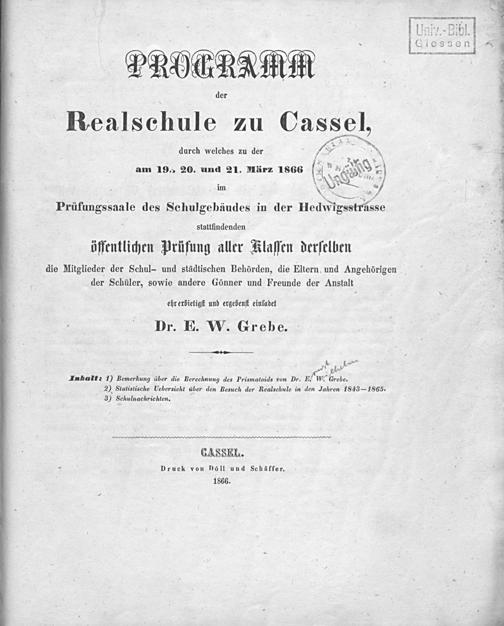 Univ.-Bibl.
Giessen
PROGRAMM
der
Realschule zu Cassel,
durch welches zu der
am 19., 20. und 21. März 1866
im
Ungültig
Prüfungssaale des Schulgebäudes in der Hedwigsstrasse
stattfindenden
öffentlichen Prüfung aller Klassen derselben
die Mitglieder der Schul- und städtischen Behörden, die Eltern und Angehörigen
der Schüler, sowie andere Gönner und Freunde der Anstalt
ehrerbietigst und ergebenst einladet
Dr. E. W. Grebe.
ernst wilhelm
Inhalt: 1) Bemerkung über die Berechnung des Prismatoids von Dr. E. W. Grebe.
2) Statistische Uebersicht über den Besuch der Realschule in den Jahren 1843–1865.
3) Schulnachrichten.
CASSEL.
Druck von Döll und Schäffer.
1866.